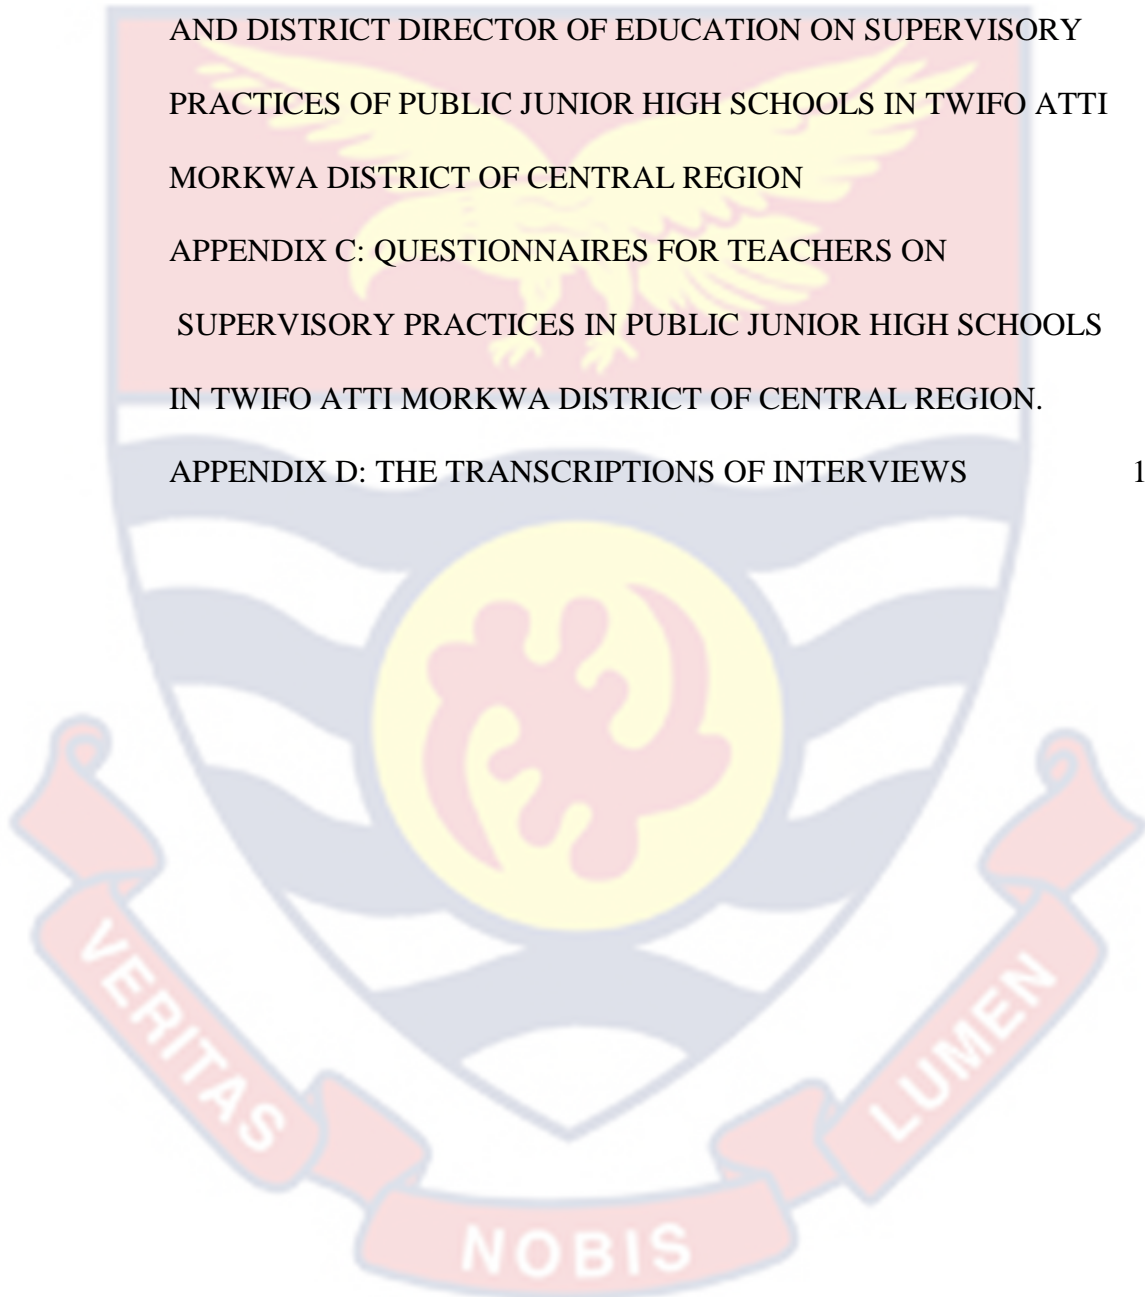 AND DISTRICT DIRECTOR OF EDUCATION ON SUPERVISORY
PRACTICES OF PUBLIC JUNIOR HIGH SCHOOLS IN TWIFO ATTI
MORKWA DISTRICT OF CENTRAL REGION
APPENDIX C: QUESTIONNAIRES FOR TEACHERS ON
SUPERVISORY PRACTICES IN PUBLIC JUNIOR HIGH SCHOOLS
IN TWIFO ATTI MORKWA DISTRICT OF CENTRAL REGION.
APPENDIX D: THE TRANSCRIPTIONS OF INTERVIEWS 1
VERITAS
NOBIS
LUMEN